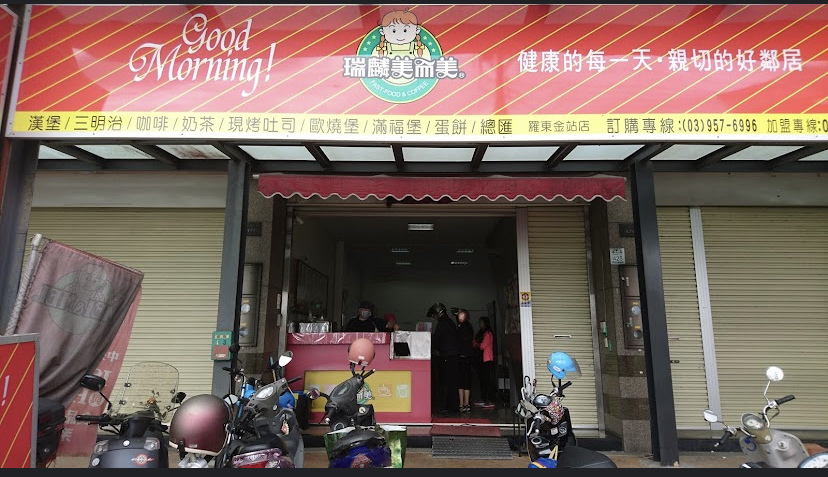 Good
Morning!
瑞麟美而美®
FAST FOOD & COFFEE
健康的每一天・親切的好鄰居
漢堡/三明治/咖啡/奶茶/現烤吐司/歐燒堡/滿福堡/蛋餅/總匯 羅東金站店 訂購專線:(03)957-6996 加盟專線:0